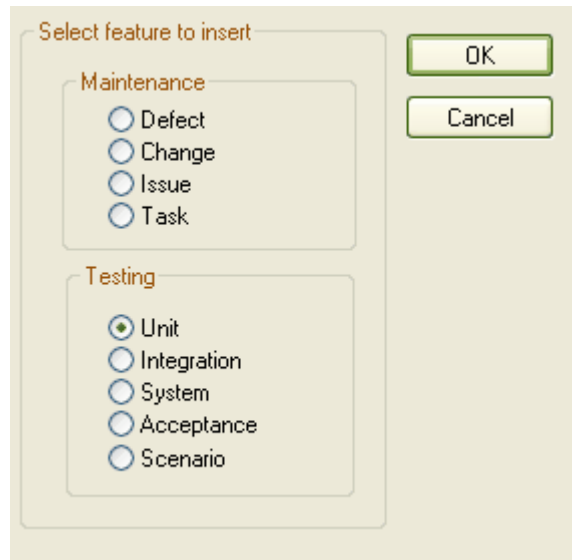 Select feature to insert
OK
Maintenance
Cancel
Defect
Change
Issue
Task
Testing
Unit
Integration
System
Acceptance
Scenario